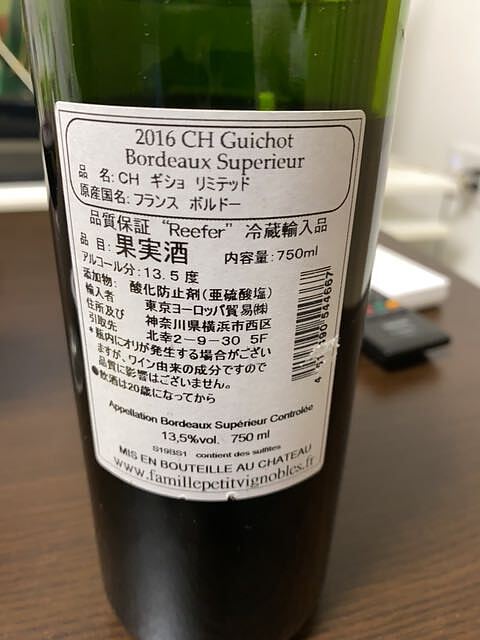 2016 CH Guichot
Bordeaux Superieur
品 名:CH ギショ リミテッド
原産国名:フランス ボルドー
品質保証 "Reefer" 冷蔵輸入品
品目:果実酒 内容量:750ml
アルコール分:13.5度
添加物: 酸化防止剤(亜硫酸塩)
輸入者 東京ヨーロッパ貿易㈱
住所及び 神奈川県横浜市西区
引取先 北幸2-9-30 5F
*瓶内にオリが発生する場合がござい
ますが、ワイン由来の成分ですので
品質に影響はございません。
●飲酒は20歳になってから
Appellation Bordeaux Supérieur Controlée
13,5%vol. 750 ml
S19BS1 contient des sulfites
MIS EN BOUTEILLE AU CHATEAU
www.famillepetitvignobles.fr